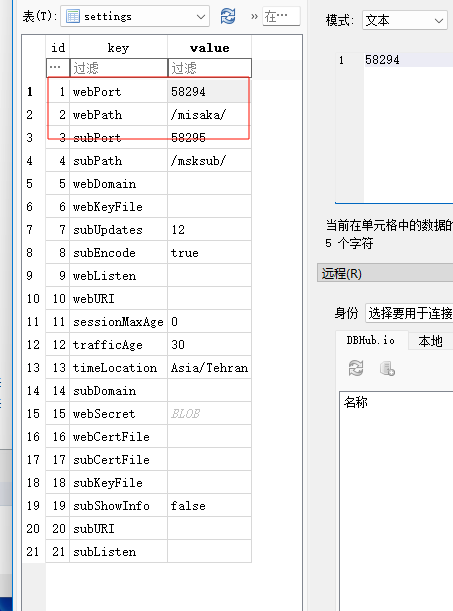 表(T): settings » 在…
id key value
… 过滤 过滤
1 1 webPort 58294
2 2 webPath /misaka/
3 3 subPort 58295
4 4 subPath /msksub/
5 5 webDomain
6 6 webKeyFile
7 7 subUpdates 12
8 8 subEncode true
9 9 webListen
10 10 webURI
11 11 sessionMaxAge 0
12 12 trafficAge 30
13 13 timeLocation Asia/Tehran
14 14 subDomain
15 15 webSecret BLOB
16 16 webCertFile
17 17 subCertFile
18 18 subKeyFile
19 19 subShowInfo false
20 20 subURI
21 21 subListen
模式: 文本
1 58294
当前在单元格中的数据的
5 个字符
远程(R)
身份 选择要用于连接
DBHub.io 本地
名称